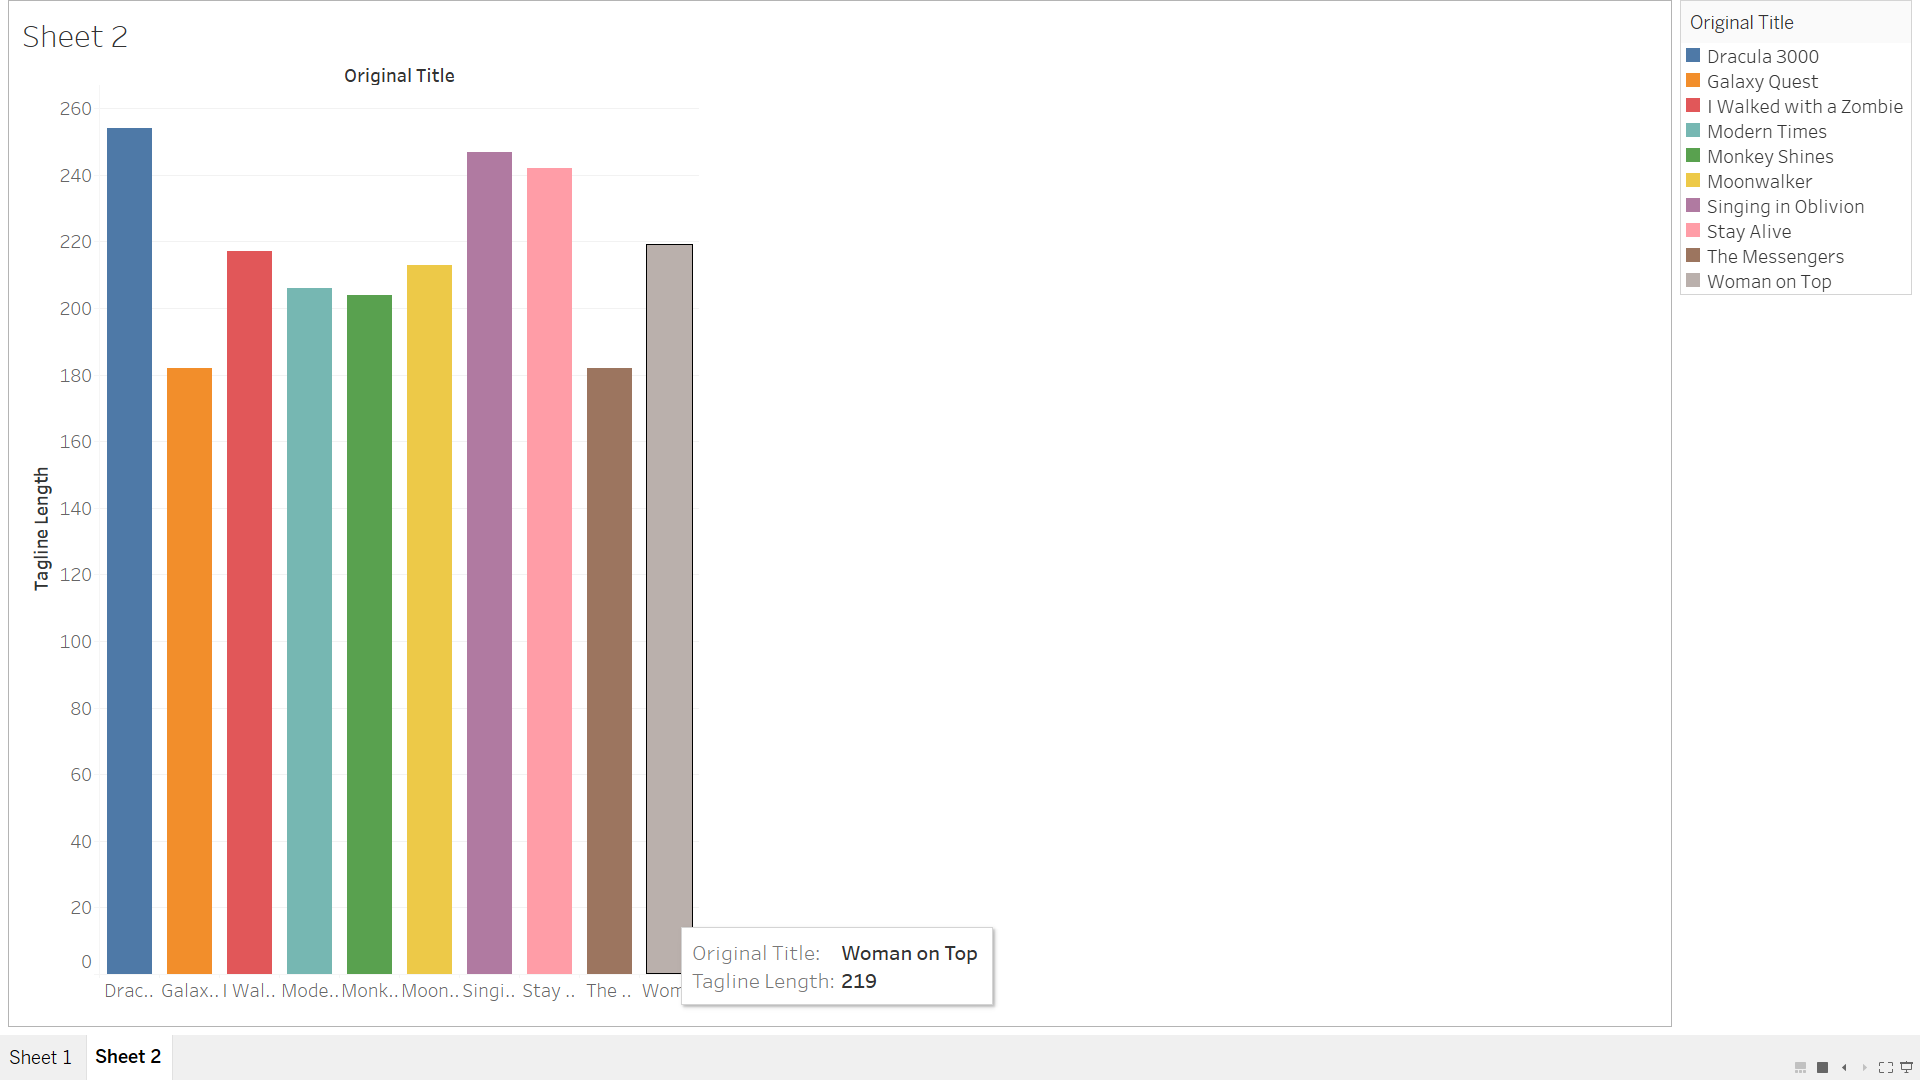 Sheet 2
Original Title
260
240
220
200
180
160
140
120
100
80
60
40
20
0
Tagline Length
Drac.. Galax.. I Wal.. Mode.. Monk.. Moon.. Singi.. Stay .. The .. Wom
Original Title: Woman on Top
Tagline Length: 219
Original Title
Dracula 3000
Galaxy Quest
I Walked with a Zombie
Modern Times
Monkey Shines
Moonwalker
Singing in Oblivion
Stay Alive
The Messengers
Woman on Top
Sheet 1 Sheet 2